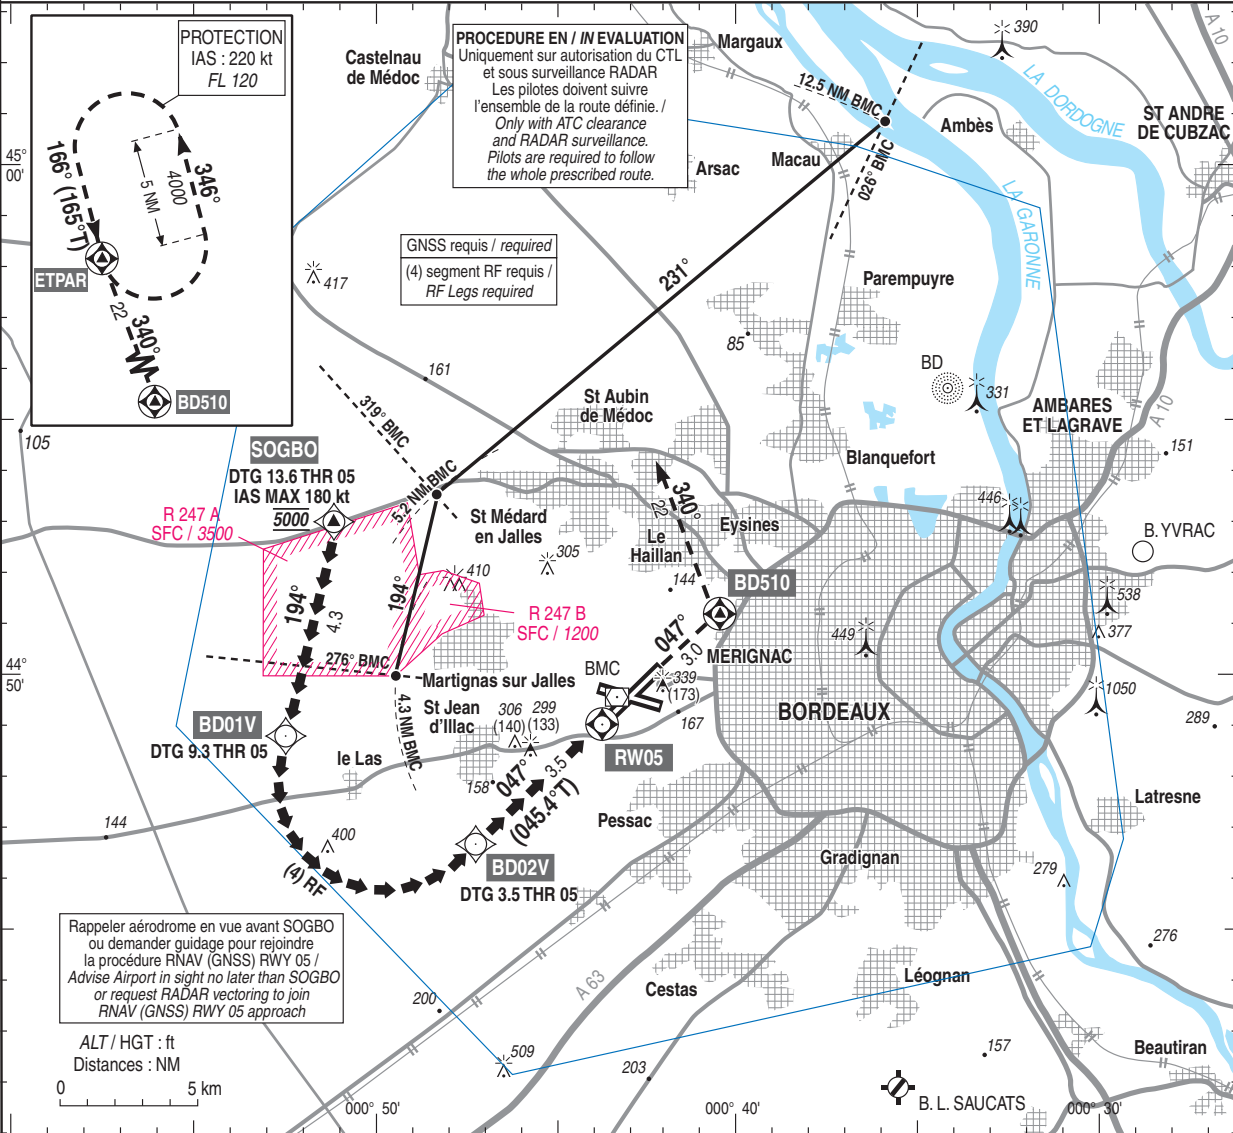 PROTECTION
IAS : 220 kt
FL 120
166° (165°T)
346°
4000
5 NM
ETPAR
22
340°
BD510
Castelnau
de Médoc
PROCEDURE EN / IN EVALUATION
Uniquement sur autorisation du CTL
et sous surveillance RADAR
Les pilotes doivent suivre
l'ensemble de la route définie. /
Only with ATC clearance
and RADAR surveillance.
Pilots are required to follow
the whole prescribed route.
Margaux
390
A 10
12.5 NM BMC
LA DORDOGNE
ST ANDRE
DE CUBZAC
Ambès
Macau
Arsac
026° BMC
LA GARONNE
45°
00'
GNSS requis / required
(4) segment RF requis /
RF Legs required
417
231°
Parempuyre
85
161
BD
331
St Aubin
de Médoc
AMBARES
ET LAGRAVE
A 10
151
105
319° BMC
SOGBO
DTG 13.6 THR 05
IAS MAX 180 kt
5000
5.2 NM BMC
Blanquefort
340°
22
446
R 247 A
SFC / 3500
St Médard
en Jalles
Eysines
Le
Haillan
B. YVRAC
305
410
144
BD510
538
194°
4.3
194°
R 247 B
SFC / 1200
377
449
047°
3.0
MERIGNAC
276° BMC
BMC
339
(173)
44°
50'
Martignas sur Jalles
1050
BD01V
DTG 9.3 THR 05
4.3 NM BMC
St Jean
d'Illac
306
(140)
299
(133)
167
BORDEAUX
289
RW05
le Las
158
047°
3.5
(045.4°T)
144
400
Pessac
Latresne
(4) RF
BD02V
DTG 3.5 THR 05
Gradignan
279
Rappeler aérodrome en vue avant SOGBO
ou demander guidage pour rejoindre
la procédure RNAV (GNSS) RWY 05 /
Advise Airport in sight no later than SOGBO
or request RADAR vectoring to join
RNAV (GNSS) RWY 05 approach
276
Léognan
A 63
Cestas
200
ALT / HGT : ft
Distances : NM
0
5 km
509
203
157
Beautiran
B. L. SAUCATS
000° 50'
000° 40'
000° 30'